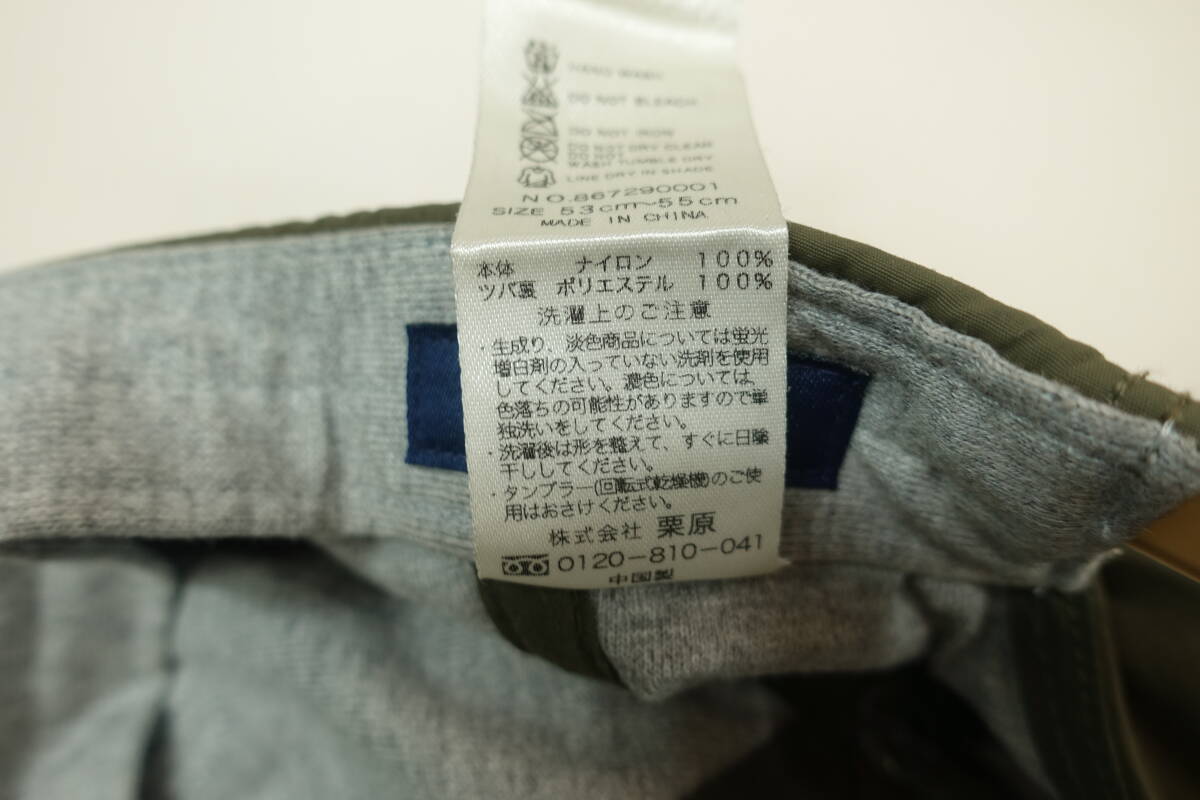 HAND WASH
DO NOT BLEACH
DO NOT IRON
DO NOT DRY CLEAN
DO NOT
WASH TUMBLE DRY
LINE DRY IN SHADE
NO.867290001
SIZE 53cm~55cm
MADE IN CHINA
本体 ナイロン 100%
ツバ裏 ポリエステル 100%
洗濯上のご注意
・生成り、淡色商品については蛍光
増白剤の入っていない洗剤を使用
してください。濃色については、
色落ちの可能性がありますので単
独洗いをしてください。
・洗濯後は形を整えて、すぐに日陰
干ししてください。
・タンブラー(回転式乾燥機)のご使
用はおさけください。
株式会社 栗原
0120-810-041
中国製